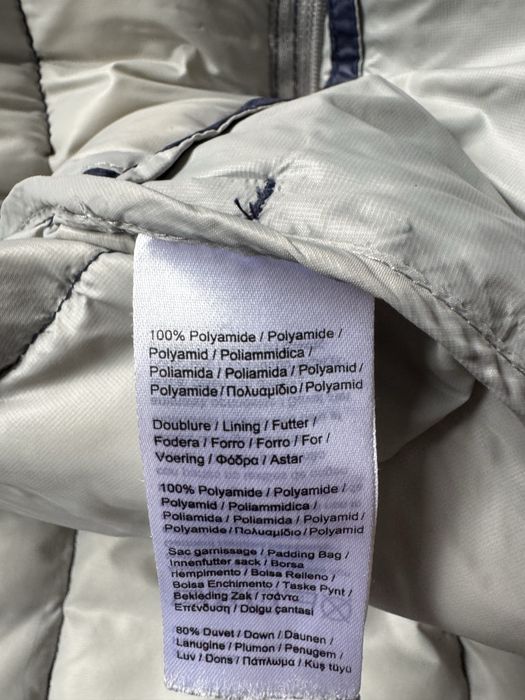 100% Polyamide / Polyamide /
Polyamid / Poliammidica /
Poliamida / Poliamida / Polyamid /
Polyamide / Πολυαμίδιο / Polyamid
Doublure / Lining / Futter /
Fodera / Forro / Forro / For /
Voering / Φόδρα / Astar
100% Polyamide / Polyamide /
Polyamid / Poliammidica /
Poliamida / Poliamida / Polyamid /
Polyamide / Πολυαμίδιο / Polyamid
Sac garnissage / Padding Bag /
Innenfutter sack / Borsa
riempimento / Bolsa Relleno /
Bolsa Enchimento / Taske Pynt /
Bekleding Zak / τσάντα
Επένδυση / Dolgu çantasi
80% Duvet / Down / Daunen /
Lanugine / Plumon / Penugem /
Luv / Dons / Πάπλωμα / Kuş tüyü